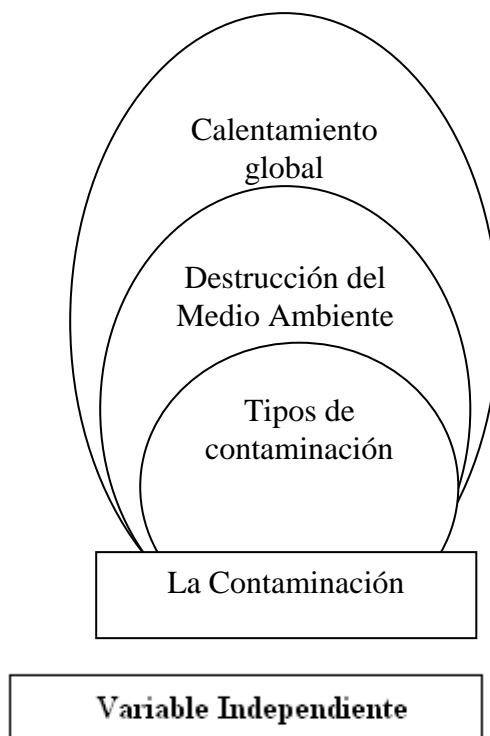 Calentamiento
global
Destrucción del
Medio Ambiente
Tipos de
contaminación
La Contaminación
Variable Independiente